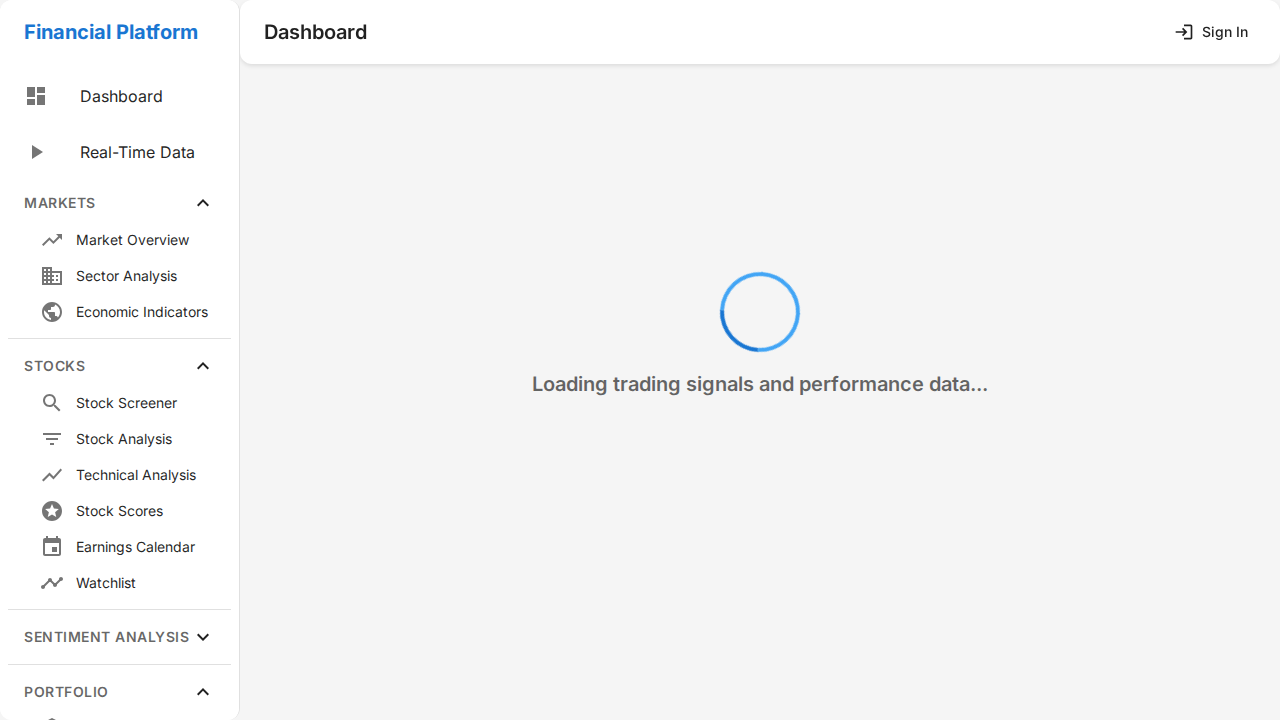 Financial Platform
Dashboard
Sign In
Dashboard
Real-Time Data
MARKETS
Market Overview
Sector Analysis
Economic Indicators
STOCKS
Stock Screener
Stock Analysis
Technical Analysis
Stock Scores
Earnings Calendar
Watchlist
SENTIMENT ANALYSIS
PORTFOLIO
Loading trading signals and performance data...